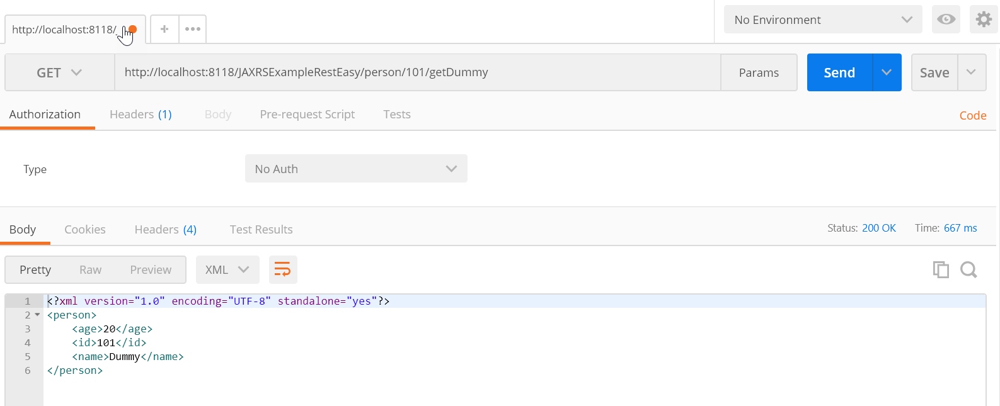 http://localhost:8118/
No Environment
GET
http://localhost:8118/JAXRSExampleRestEasy/person/101/getDummy
Params
Send
Save
Authorization
Headers (1)
Body
Pre-request Script
Tests
Code
Type
No Auth
Body
Cookies
Headers (4)
Test Results
Status: 200 OK
Time: 667 ms
Pretty
Raw
Preview
XML
1 <?xml version="1.0" encoding="UTF-8" standalone="yes"?>
2 <person>
3 <age>20</age>
4 <id>101</id>
5 <name>Dummy</name>
6 </person>